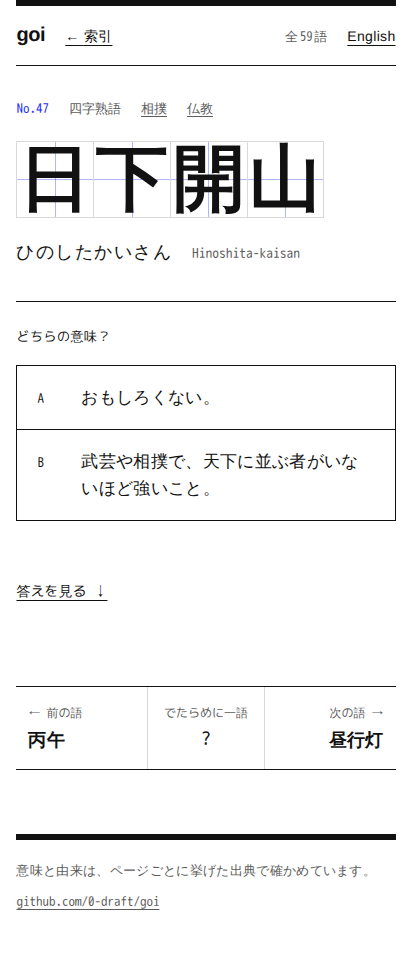 goi ← 索引 全59語 English
No.47 四字熟語 相撲 仏教
日下開山
ひのしたかいさん Hinoshita-kaisan
どちらの意味？
A おもしろくない。
B 武芸や相撲で、天下に並ぶ者がいな
いほど強いこと。
答えを見る ↓
← 前の語 でたらめに一語 次の語 →
丙午 ? 昼行灯
意味と由来は、ページごとに挙げた出典で確かめています。
github.com/0-draft/goi